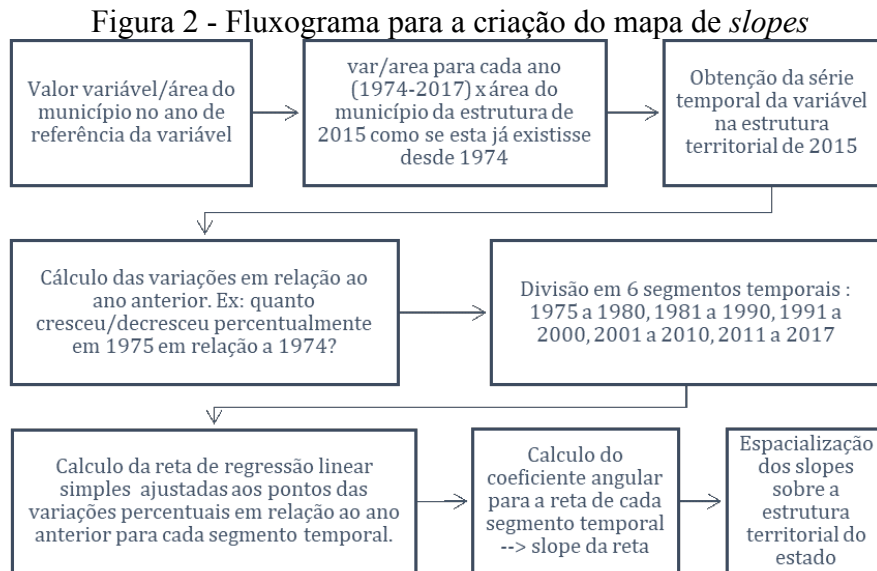 Figura 2 - Fluxograma para a criação do mapa de slopes
Valor variável/área do
município no ano de
referência da variável
var/area para cada ano
(1974-2017) x área do
município da estrutura de
2015 como se esta já existisse
desde 1974
Obtenção da série
temporal da variável
na estrutura
territorial de 2015
Cálculo das variações em relação ao
ano anterior. Ex: quanto
cresceu/decresceu percentualmente
em 1975 em relação a 1974?
Divisão em 6 segmentos temporais :
1975 a 1980, 1981 a 1990, 1991 a
2000, 2001 a 2010, 2011 a 2017
Calculo da reta de regressão linear
simples ajustadas aos pontos das
variações percentuais em relação ao ano
anterior para cada segmento temporal.
Calculo do
coeficiente angular
para a reta de cada
segmento temporal
--> slope da reta
Espacialização
dos slopes
sobre a
estrutura
territorial do
estado